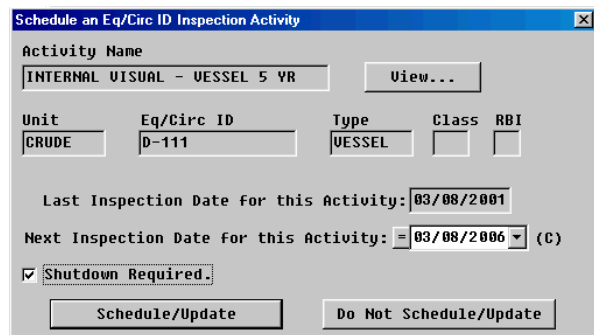 Schedule an Eq/Circ ID Inspection Activity
Activity Name
INTERNAL VISUAL - VESSEL 5 YR View...
Unit Eq/Circ ID Type Class RBI
CRUDE D-111 VESSEL
Last Inspection Date for this Activity: 03/08/2001
Next Inspection Date for this Activity: = 03/08/2006 (C)
Shutdown Required.
Schedule/Update Do Not Schedule/Update